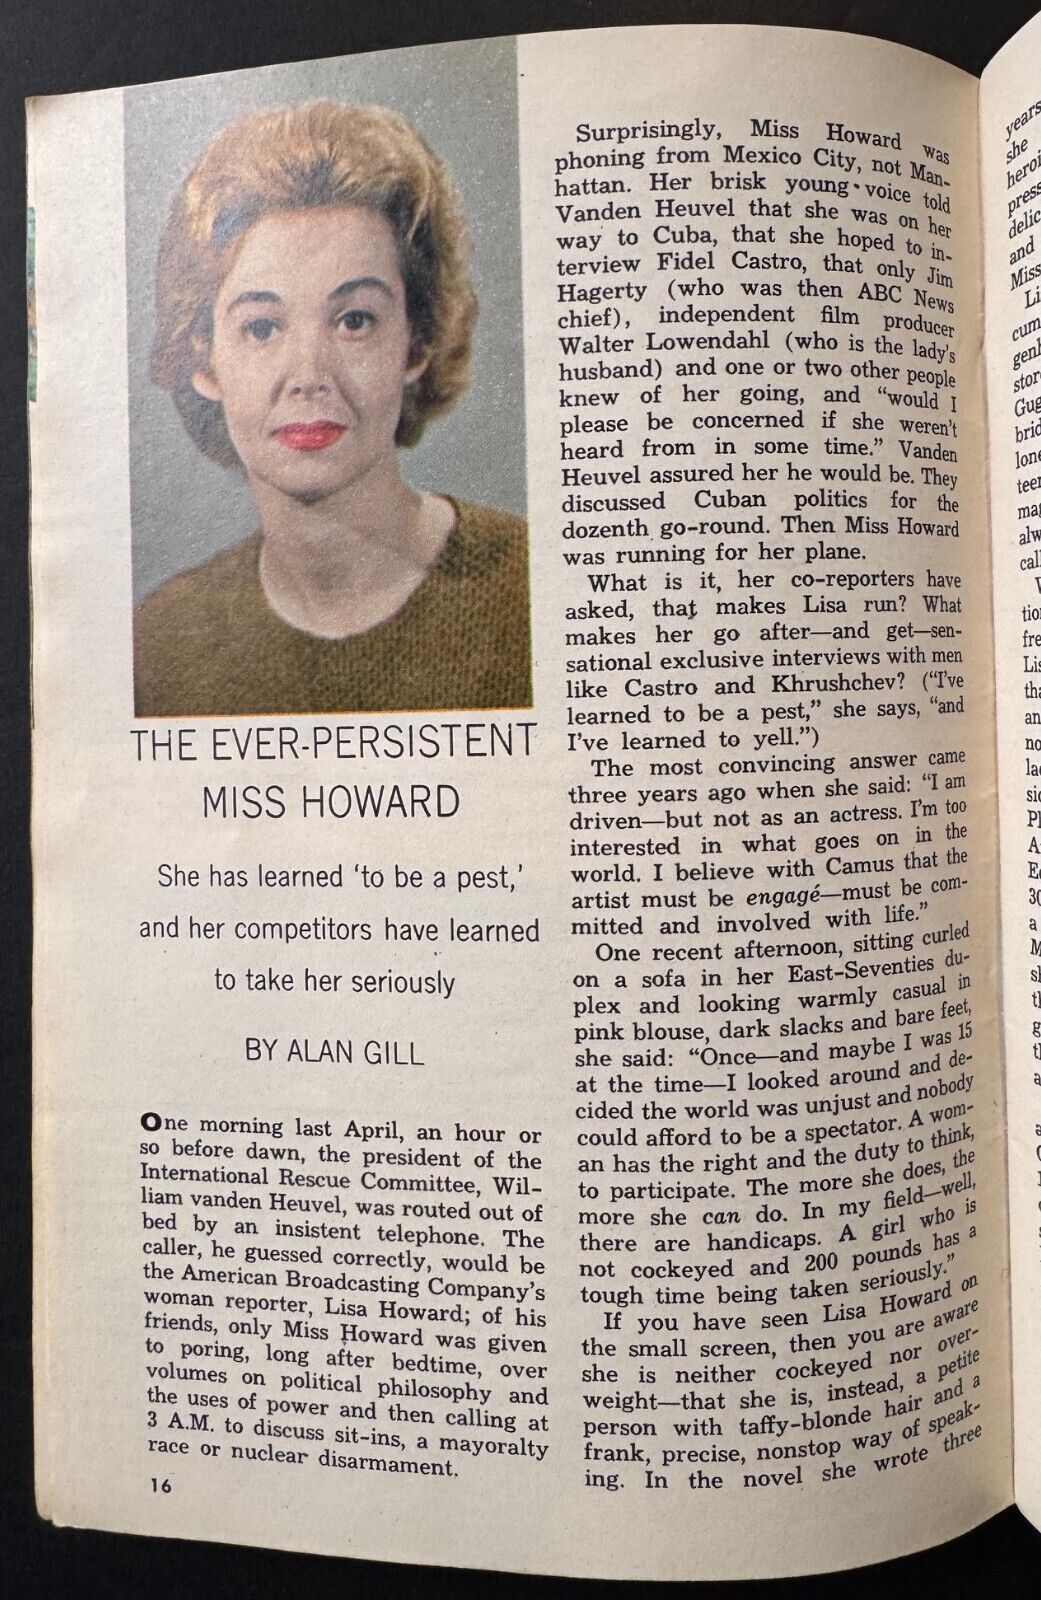 THE EVER-PERSISTENT
MISS HOWARD
She has learned 'to be a pest,'
and her competitors have learned
to take her seriously
BY ALAN GILL
One morning last April, an hour or
so before dawn, the president of the
International Rescue Committee, Wil-
liam vanden Heuvel, was routed out of
bed by an insistent telephone. The
caller, he guessed correctly, would be
the American Broadcasting Company's
woman reporter, Lisa Howard; of his
friends, only Miss Howard was given
to poring, long after bedtime, over
volumes on political philosophy and
the uses of power and then calling at
3 A.M. to discuss sit-ins, a mayoralty
race or nuclear disarmament.
16
Surprisingly, Miss Howard was
phoning from Mexico City, not Man-
hattan. Her brisk young voice told
Vanden Heuvel that she was on her
way to Cuba, that she hoped to in-
terview Fidel Castro, that only Jim
Hagerty (who was then ABC News
chief), independent film producer
Walter Lowendahl (who is the lady's
husband) and one or two other people
knew of her going, and "would I
please be concerned if she weren't
heard from in some time." Vanden
Heuvel assured her he would be. They
discussed Cuban politics for the
dozenth go-round. Then Miss Howard
was running for her plane.
What is it, her co-reporters have
asked, that makes Lisa run? What
makes her go after—and get—sen-
sational exclusive interviews with men
like Castro and Khrushchev? ("I've
learned to be a pest," she says, "and
I've learned to yell.")
The most convincing answer came
three years ago when she said: "I am
driven—but not as an actress. I'm too
interested in what goes on in the
world. I believe with Camus that the
artist must be engagé—must be com-
mitted and involved with life."
One recent afternoon, sitting curled
on a sofa in her East-Seventies du-
plex and looking warmly casual in
pink blouse, dark slacks and bare feet,
she said: "Once—and maybe I was 15
at the time—I looked around and de-
cided the world was unjust and nobody
could afford to be a spectator. A wom-
an has the right and the duty to think,
to participate. The more she does, the
more she can do. In my field—well,
there are handicaps. A girl who is
not cockeyed and 200 pounds has a
tough time being taken seriously."
If you have seen Lisa Howard on
the small screen, then you are aware
she is neither cockeyed nor over-
weight—that she is, instead, a petite
person with taffy-blonde hair and a
frank, precise, nonstop way of speak-
ing. In the novel she wrote three
years
she
heroi
press
delic
and
Miss
Li
cum
genh
store
Gug
brid
lone
teen
mag
alw
call